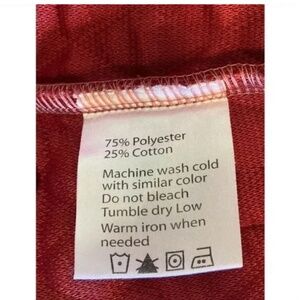 75% Polyester
25% Cotton
Machine wash cold
with similar color
Do not bleach
Tumble dry Low
Warm iron when
needed